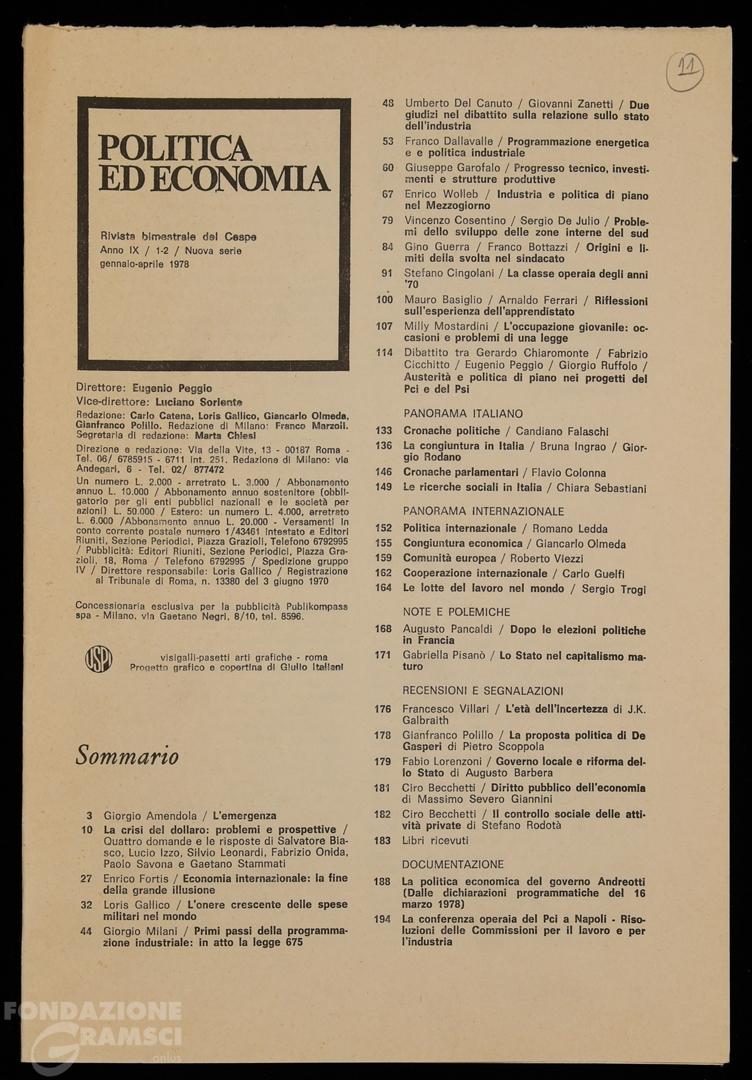 11
POLITICA
ED ECONOMIA
Rivista bimestrale del Cespe
Anno IX / 1-2 / Nuova serie
gennaio-aprile 1978
Direttore: Eugenio Peggio
Vice-direttore: Luciano Soriente
Redazione: Carlo Catena, Loris Gallico, Giancarlo Olmeda,
Gianfranco Polillo. Redazione di Milano: Franco Marzoli.
Segretaria di redazione: Marta Chiesi
Direzione e redazione: Via della Vite, 13 - 00187 Roma -
Tel. 06/ 6785915 - 6711 int. 251. Redazione di Milano: via
Andegari, 6 - Tel. 02/ 877472
Un numero L. 2.000 - arretrato L. 3.000 / Abbonamento
annuo L. 10.000 / Abbonamento annuo sostenitore (obbli-
gatorio per gli enti pubblici nazionali e le società per
azioni) L. 50.000 / Estero: un numero L. 4.000, arretrato
L. 6.000 /Abbonamento annuo L. 20.000 - Versamenti in
conto corrente postale numero 1/43461 intestato a Editori
Riuniti, Sezione Periodici, Piazza Grazioli, Telefono 6792995
/ Pubblicità: Editori Riuniti, Sezione Periodici, Piazza Gra-
zioli, 18, Roma / Telefono 6792995 / Spedizione gruppo
IV / Direttore responsabile: Loris Gallico / Registrazione
al Tribunale di Roma, n. 13380 del 3 giugno 1970
Concessionaria esclusiva per la pubblicità Publikompass
spa - Milano, via Gaetano Negri, 8/10, tel. 8596.
USPI
visigalli-pasetti arti grafiche - roma
Progetto grafico e copertina di Giulio Italiani
Sommario
3 Giorgio Amendola / L'emergenza
10 La crisi del dollaro: problemi e prospettive /
Quattro domande e le risposte di Salvatore Bia-
sco, Lucio Izzo, Silvio Leonardi, Fabrizio Onida,
Paolo Savona e Gaetano Stammati
27 Enrico Fortis / Economia internazionale: la fine
della grande illusione
32 Loris Gallico / L'onere crescente delle spese
militari nel mondo
44 Giorgio Milani / Primi passi della programma-
zione industriale: in atto la legge 675
48 Umberto Del Canuto / Giovanni Zanetti / Due
giudizi nel dibattito sulla relazione sullo stato
dell'industria
53 Franco Dallavalle / Programmazione energetica
e e politica industriale
60 Giuseppe Garofalo / Progresso tecnico, investi-
menti e strutture produttive
67 Enrico Wolleb / Industria e politica di piano
nel Mezzogiorno
79 Vincenzo Cosentino / Sergio De Julio / Proble-
mi dello sviluppo delle zone interne del sud
84 Gino Guerra / Franco Bottazzi / Origini e li-
miti della svolta nel sindacato
91 Stefano Cingolani / La classe operaia degli anni
'70
100 Mauro Basiglio / Arnaldo Ferrari / Riflessioni
sull'esperienza dell'apprendistato
107 Milly Mostardini / L'occupazione giovanile: oc-
casioni e problemi di una legge
114 Dibattito tra Gerardo Chiaromonte / Fabrizio
Cicchitto / Eugenio Peggio / Giorgio Ruffolo /
Austerità e politica di piano nei progetti del
Pci e del Psi
PANORAMA ITALIANO
133 Cronache politiche / Candiano Falaschi
136 La congiuntura in Italia / Bruna Ingrao / Gior-
gio Rodano
146 Cronache parlamentari / Flavio Colonna
149 Le ricerche sociali in Italia / Chiara Sebastiani
PANORAMA INTERNAZIONALE
152 Politica internazionale / Romano Ledda
155 Congiuntura economica / Giancarlo Olmeda
159 Comunità europea / Roberto Viezzi
162 Cooperazione internazionale / Carlo Guelfi
164 Le lotte del lavoro nel mondo / Sergio Trogi
NOTE E POLEMICHE
168 Augusto Pancaldi / Dopo le elezioni politiche
in Francia
171 Gabriella Pisanò / Lo Stato nel capitalismo ma-
turo
RECENSIONI E SEGNALAZIONI
176 Francesco Villari / L'età dell'incertezza di J.K.
Galbraith
178 Gianfranco Polillo / La proposta politica di De
Gasperi di Pietro Scoppola
179 Fabio Lorenzoni / Governo locale e riforma del-
lo Stato di Augusto Barbera
181 Ciro Becchetti / Diritto pubblico dell'economia
di Massimo Severo Giannini
182 Ciro Becchetti / Il controllo sociale delle atti-
vità private di Stefano Rodotà
183 Libri ricevuti
DOCUMENTAZIONE
188 La politica economica del governo Andreotti
(Dalle dichiarazioni programmatiche del 16
marzo 1978)
194 La conferenza operaia del Pci a Napoli - Riso-
luzioni delle Commissioni per il lavoro e per
l'industria
FONDAZIONE
GRAMSCI
onlus